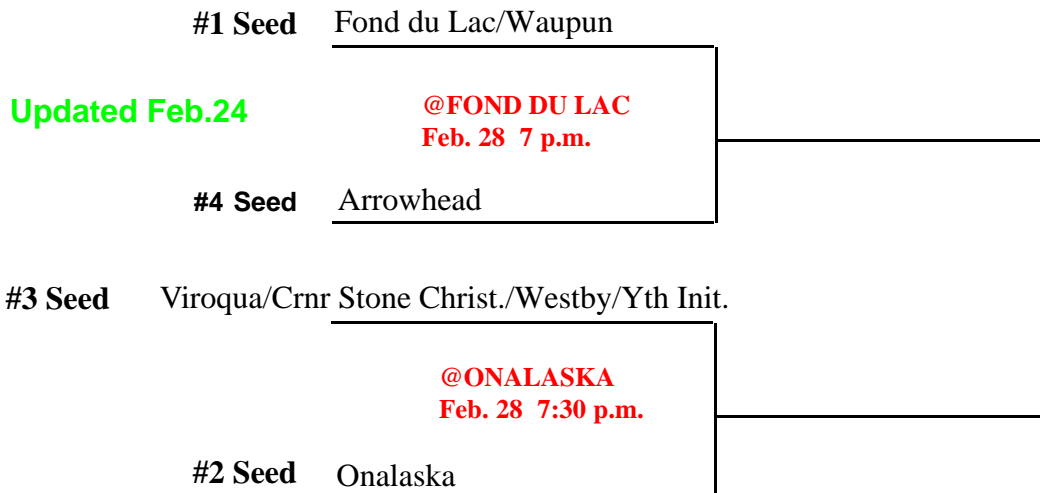 #1 Seed Fond du Lac/Waupun
Updated Feb.24
@FOND DU LAC
Feb. 28 7 p.m.
#4 Seed Arrowhead
#3 Seed Viroqua/Crnr Stone Christ./Westby/Yth Init.
@ONALASKA
Feb. 28 7:30 p.m.
#2 Seed Onalaska